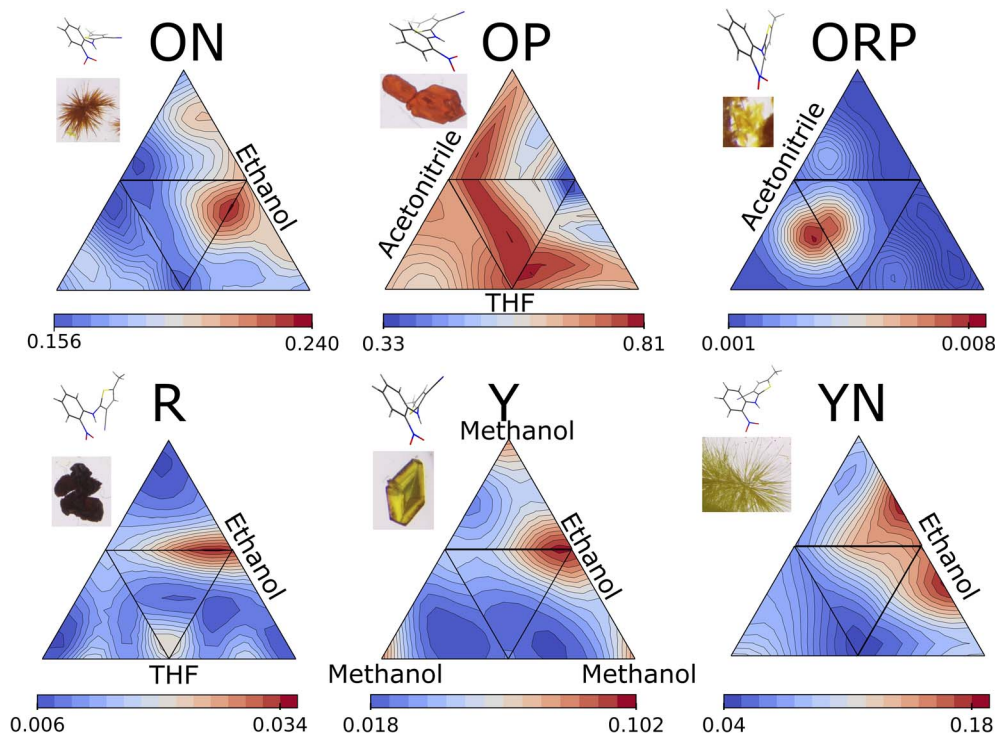 ON
OP
ORP
Ethanol
Acetonitrile
Acetonitrile
THF
0.156
0.240
0.33
0.81
0.001
0.008
R
Y
YN
Methanol
Ethanol
Ethanol
Ethanol
THF
Methanol
Methanol
0.006
0.034
0.018
0.102
0.04
0.18